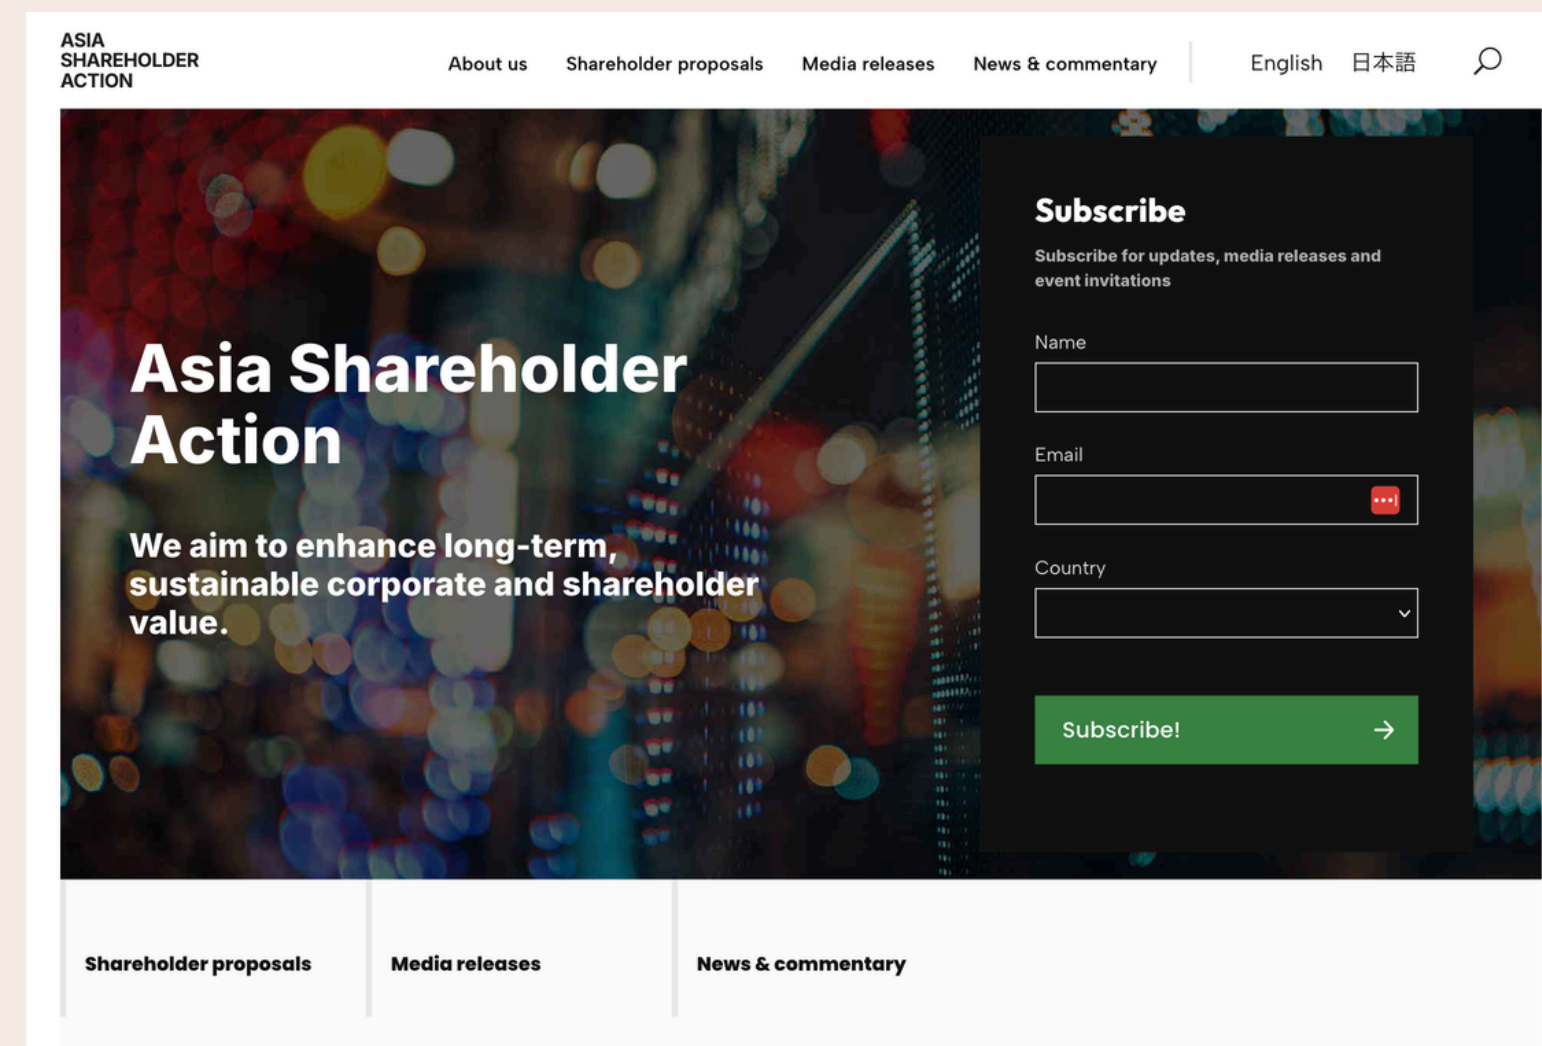 ASIA
SHAREHOLDER
ACTION
About us
Shareholder proposals
Media releases
News & commentary
English
日本語
Asia Shareholder
Action
We aim to enhance long-term,
sustainable corporate and shareholder
value.
Subscribe
Subscribe for updates, media releases and
event invitations
Name
Email
Country
Subscribe!
Shareholder proposals
Media releases
News & commentary